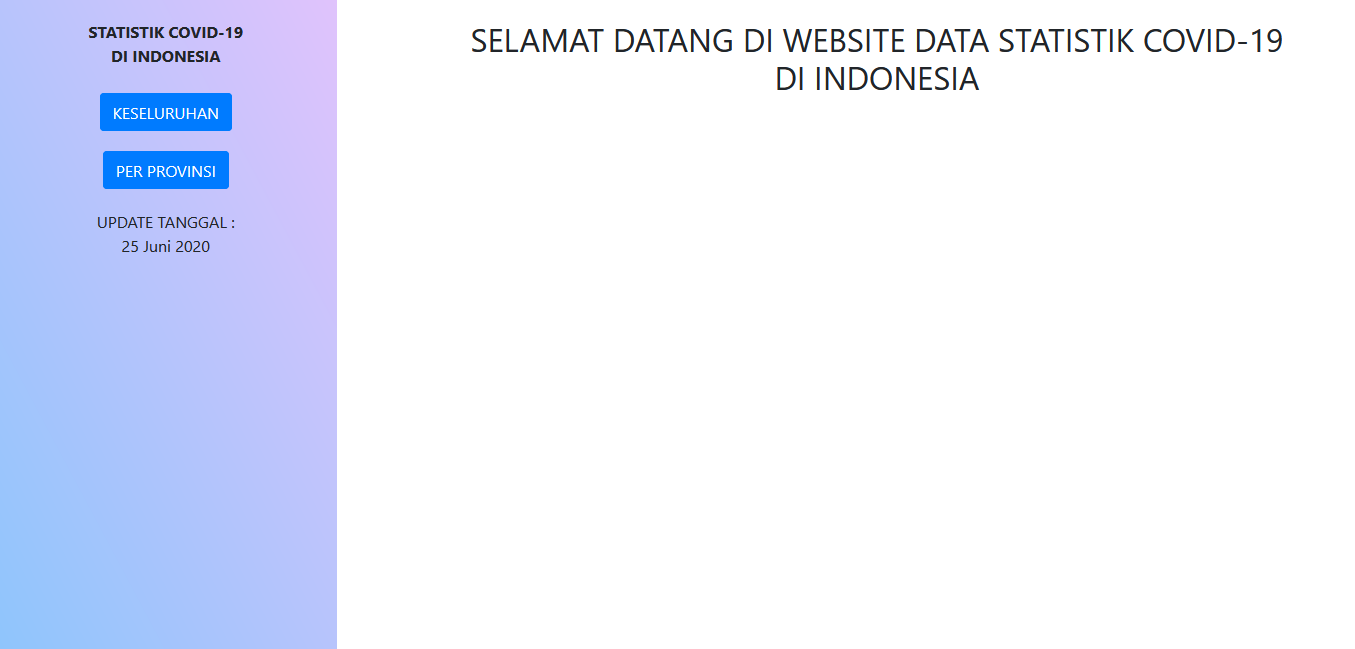 STATISTIK COVID-19
DI INDONESIA
KESELURUHAN
PER PROVINSI
UPDATE TANGGAL :
25 Juni 2020
SELAMAT DATANG DI WEBSITE DATA STATISTIK COVID-19
DI INDONESIA